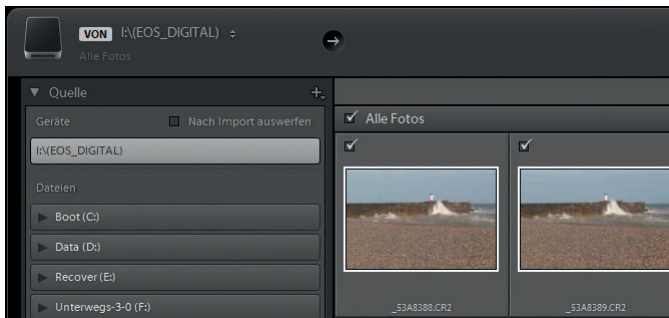 VON I:\(EOS_DIGITAL)
Alle Fotos
Quelle
Geräte Nach Import auswerfen
I:\(EOS_DIGITAL)
Dateien
Boot (C:)
Data (D:)
Recover (E:)
Unterwegs-3-0 (F:)
Alle Fotos
_53A8388.CR2 _53A8389.CR2